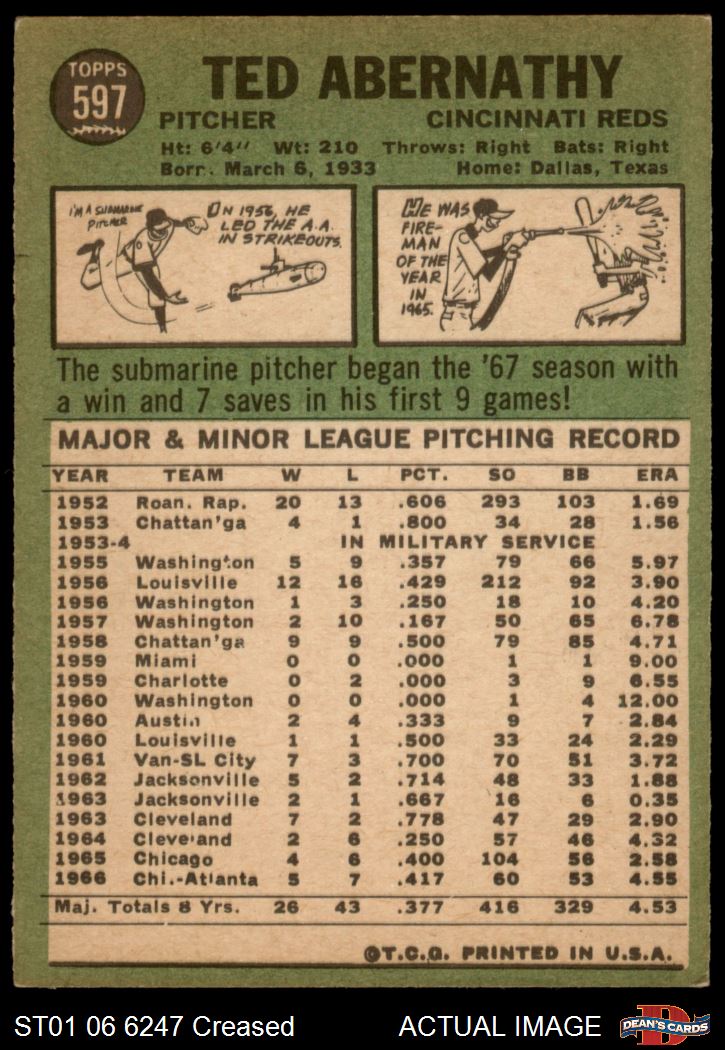 TOPPS
597
TED ABERNATHY
PITCHER CINCINNATI REDS
Ht: 6'4" Wt: 210 Throws: Right Bats: Right
Born: March 6, 1933 Home: Dallas, Texas
I'M A SUBMARINE
PITCHER
IN 1956, HE
LED THE A.A.
IN STRIKEOUTS.
HE WAS
FIRE-
MAN
OF THE
YEAR
IN
1965.
The submarine pitcher began the '67 season with
a win and 7 saves in his first 9 games!
MAJOR & MINOR LEAGUE PITCHING RECORD
YEAR TEAM W L PCT. SO BB ERA
1952 Roan. Rap. 20 13 .606 293 103 1.69
1953 Chattan'ga 4 1 .800 34 28 1.56
1953-4 IN MILITARY SERVICE
1955 Washington 5 9 .357 79 66 5.97
1956 Louisville 12 16 .429 212 92 3.90
1956 Washington 1 3 .250 18 10 4.20
1957 Washington 2 10 .167 50 65 6.78
1958 Chattan'ga 9 9 .500 79 85 4.71
1959 Miami 0 0 .000 1 1 9.00
1959 Charlotte 0 2 .000 3 9 6.55
1960 Washington 0 0 .000 1 4 12.00
1960 Austin 2 4 .333 9 7 2.84
1960 Louisville 1 1 .500 33 24 2.29
1961 Van-SL City 7 3 .700 70 51 3.72
1962 Jacksonville 5 2 .714 48 33 1.88
1963 Jacksonville 2 1 .667 16 6 0.35
1963 Cleveland 7 2 .778 47 29 2.90
1964 Cleveland 2 6 .250 57 46 4.32
1965 Chicago 4 6 .400 104 56 2.58
1966 Chi.-Atlanta 5 7 .417 60 53 4.55
Maj. Totals 8 Yrs. 26 43 .377 416 329 4.53
©T.C.G. PRINTED IN U.S.A.
ST01 06 6247 Creased ACTUAL IMAGE
D
DEAN'S CARDS